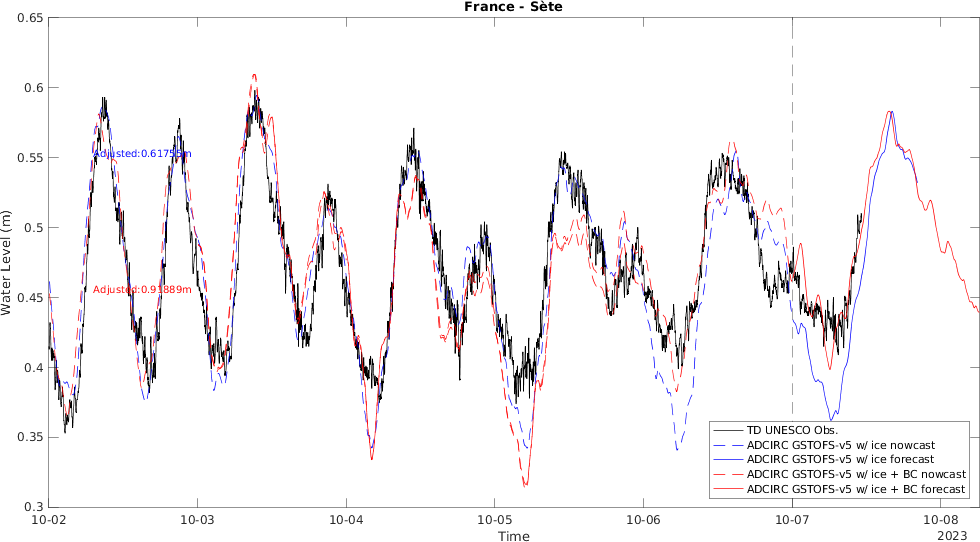 France - Sète
0.65
0.6
0.55
0.5
0.45
0.4
0.35
0.3
Water Level (m)
Adjusted:0.61755m
Adjusted:0.91889m
TD UNESCO Obs.
ADCIRC GSTOFS-v5 w/ ice nowcast
ADCIRC GSTOFS-v5 w/ ice forecast
ADCIRC GSTOFS-v5 w/ ice + BC nowcast
ADCIRC GSTOFS-v5 w/ ice + BC forecast
10-02 10-03 10-04 10-05 10-06 10-07 10-08
Time
2023